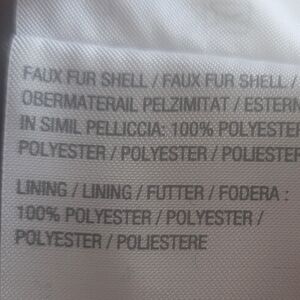 FAUX FUR SHELL / FAUX FUR SHELL /
OBERMATERAIL PELZIMITAT / ESTERN
IN SIMIL PELLICCIA: 100% POLYESTER
POLYESTER / POLYESTER / POLIESTER
LINING / LINING / FUTTER / FODERA :
100% POLYESTER / POLYESTER /
POLYESTER / POLIESTERE